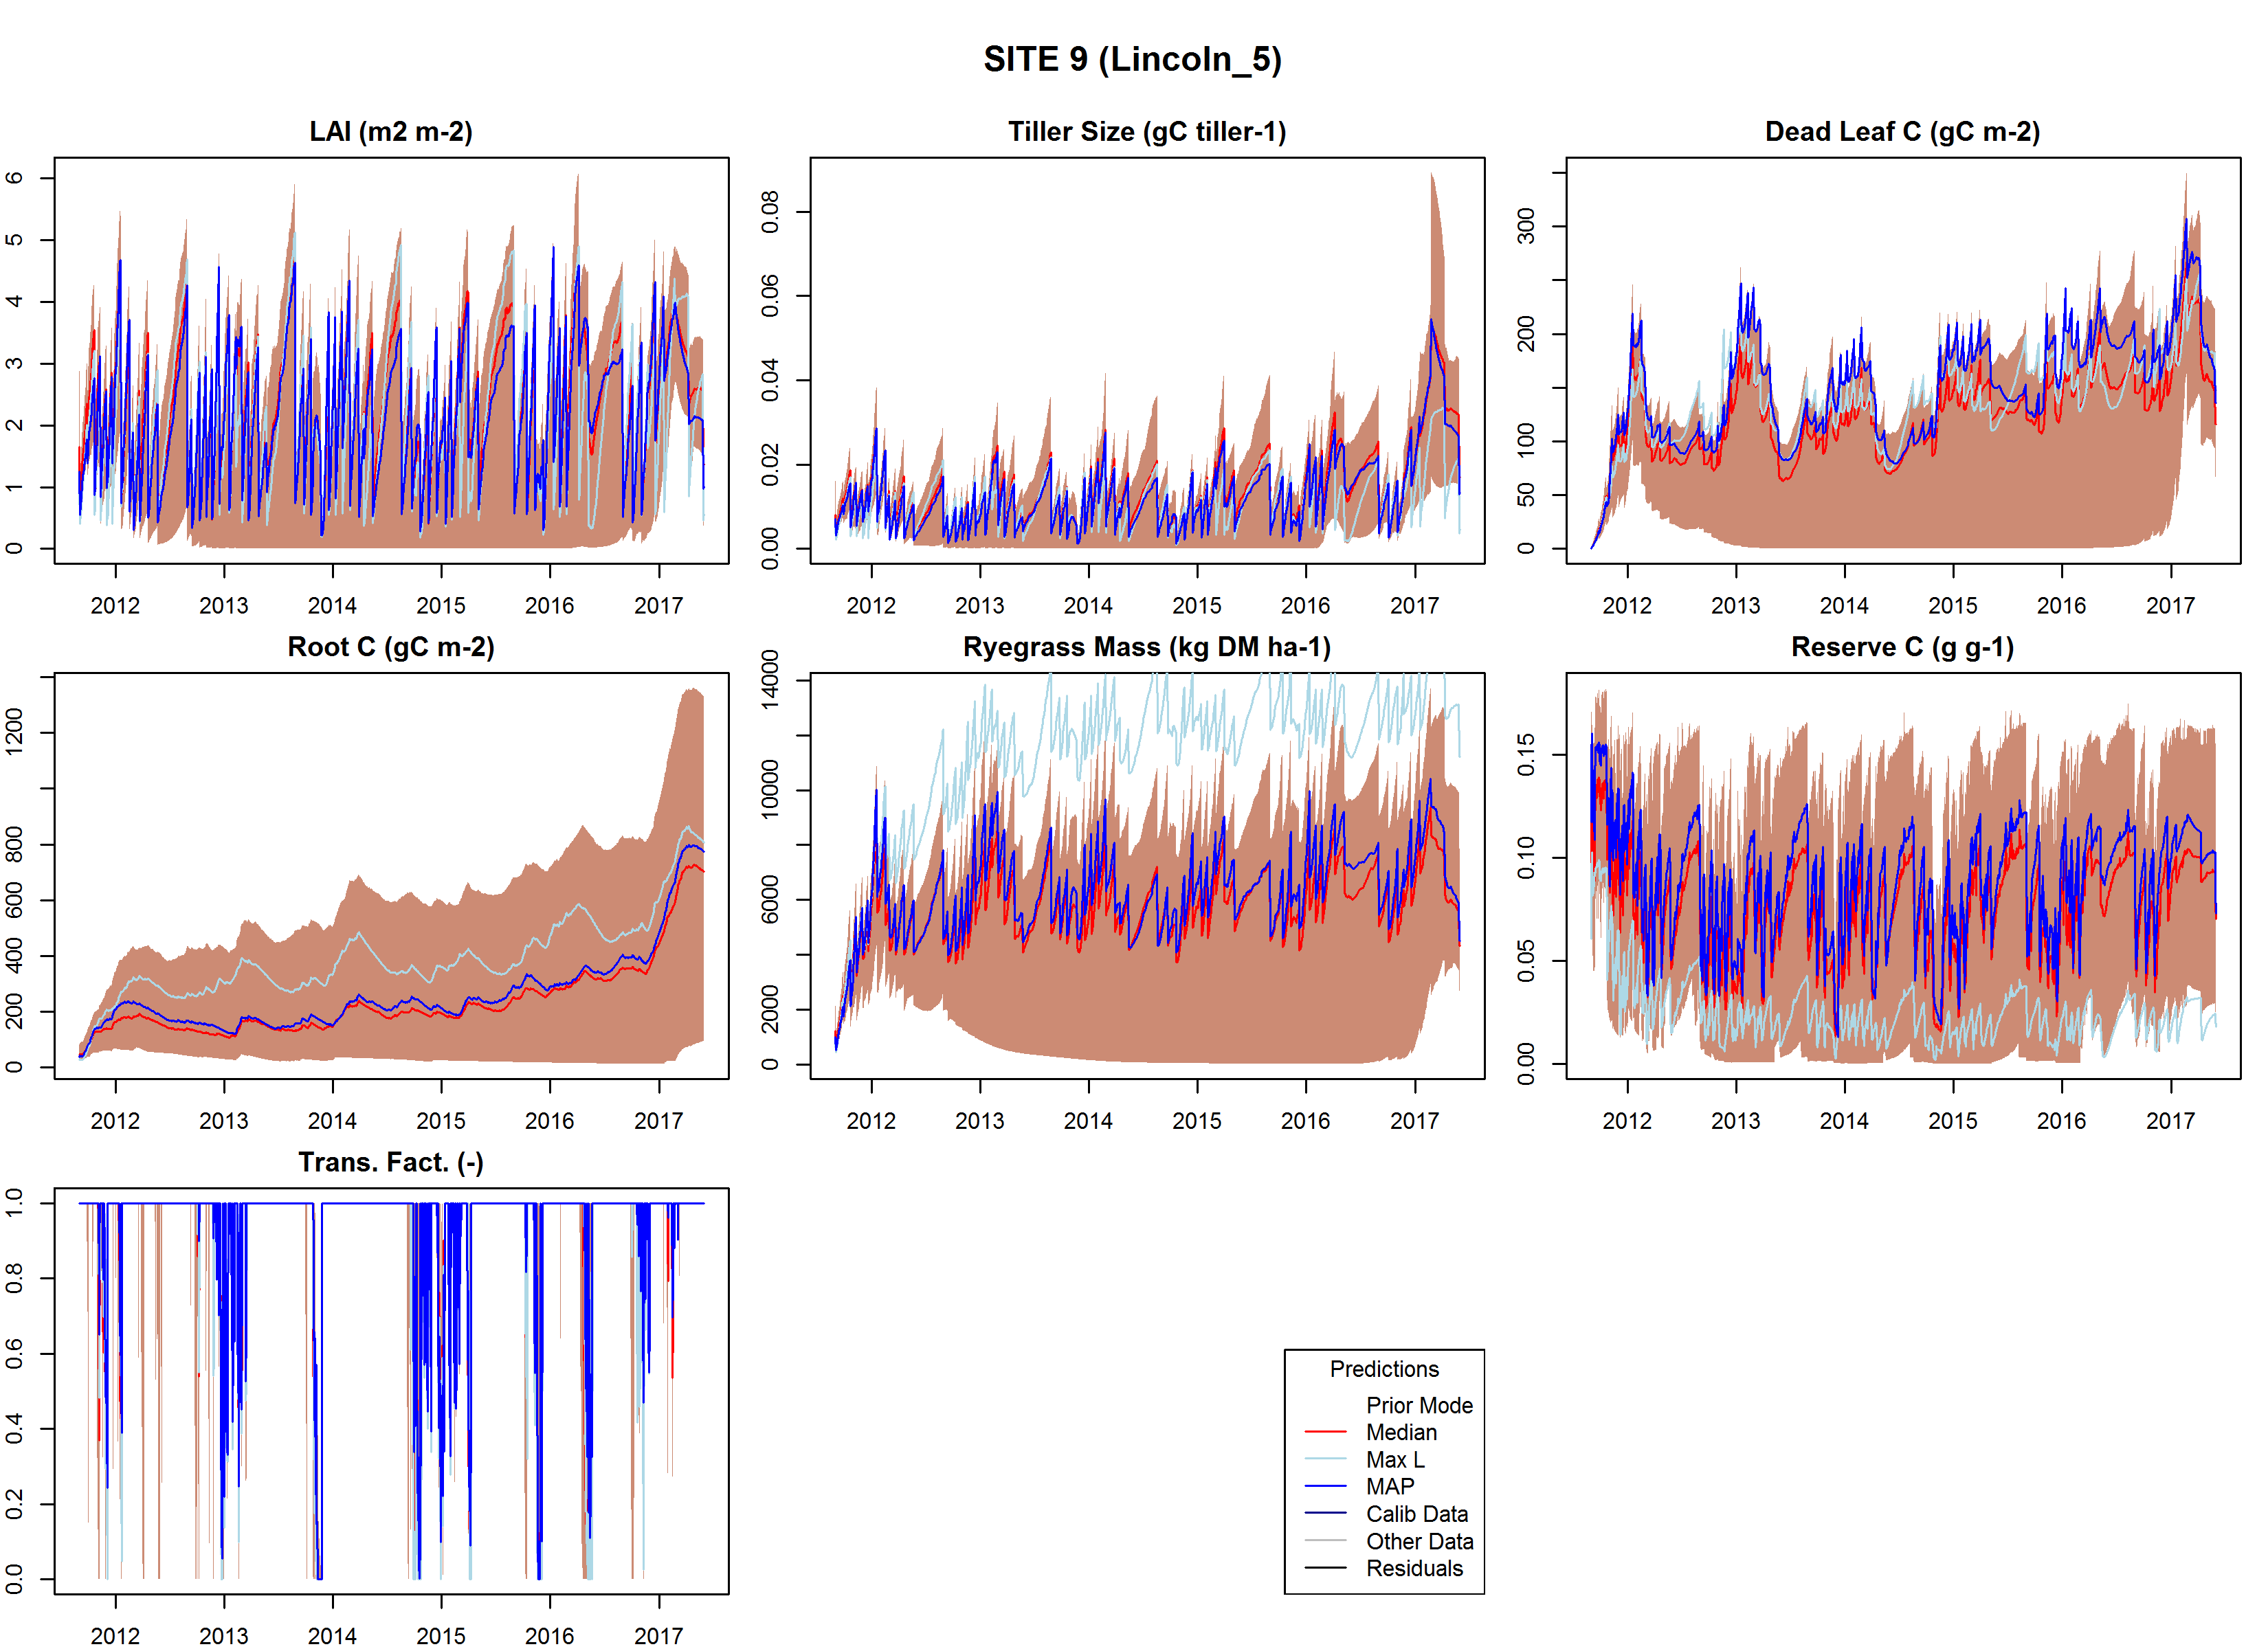 SITE 9 (Lincoln_5)
LAI (m2 m-2)
0 1 2 3 4 5 6
2012 2013 2014 2015 2016 2017
Tiller Size (gC tiller-1)
0.00 0.02 0.04 0.06 0.08
2012 2013 2014 2015 2016 2017
Dead Leaf C (gC m-2)
0 50 100 200 300
2012 2013 2014 2015 2016 2017
Root C (gC m-2)
0 200 400 600 800 1200
2012 2013 2014 2015 2016 2017
Ryegrass Mass (kg DM ha-1)
0 2000 6000 10000 14000
2012 2013 2014 2015 2016 2017
Reserve C (g g-1)
0.00 0.05 0.10 0.15
2012 2013 2014 2015 2016 2017
Trans. Fact. (-)
0.0 0.2 0.4 0.6 0.8 1.0
2012 2013 2014 2015 2016 2017
Predictions
Prior Mode
Median
Max L
MAP
Calib Data
Other Data
Residuals